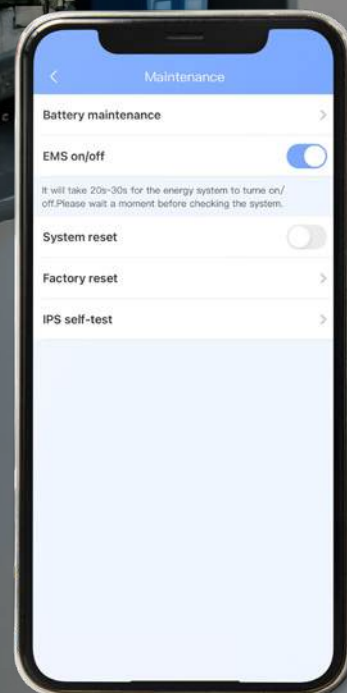 Maintenance
Battery maintenance
EMS on/off
It will take 20s-30s for the energy system to turne on/
off.Please wait a moment before checking the system.
System reset
Factory reset
IPS self-test